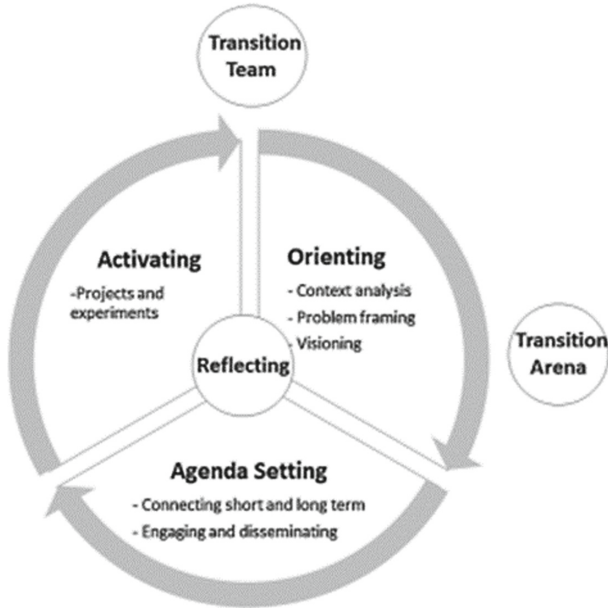 Transition
Team
Activating
-Projects and
experiments
Orienting
- Context analysis
- Problem framing
- Visioning
Transition
Arena
Reflecting
Agenda Setting
- Connecting short and long term
- Engaging and disseminating